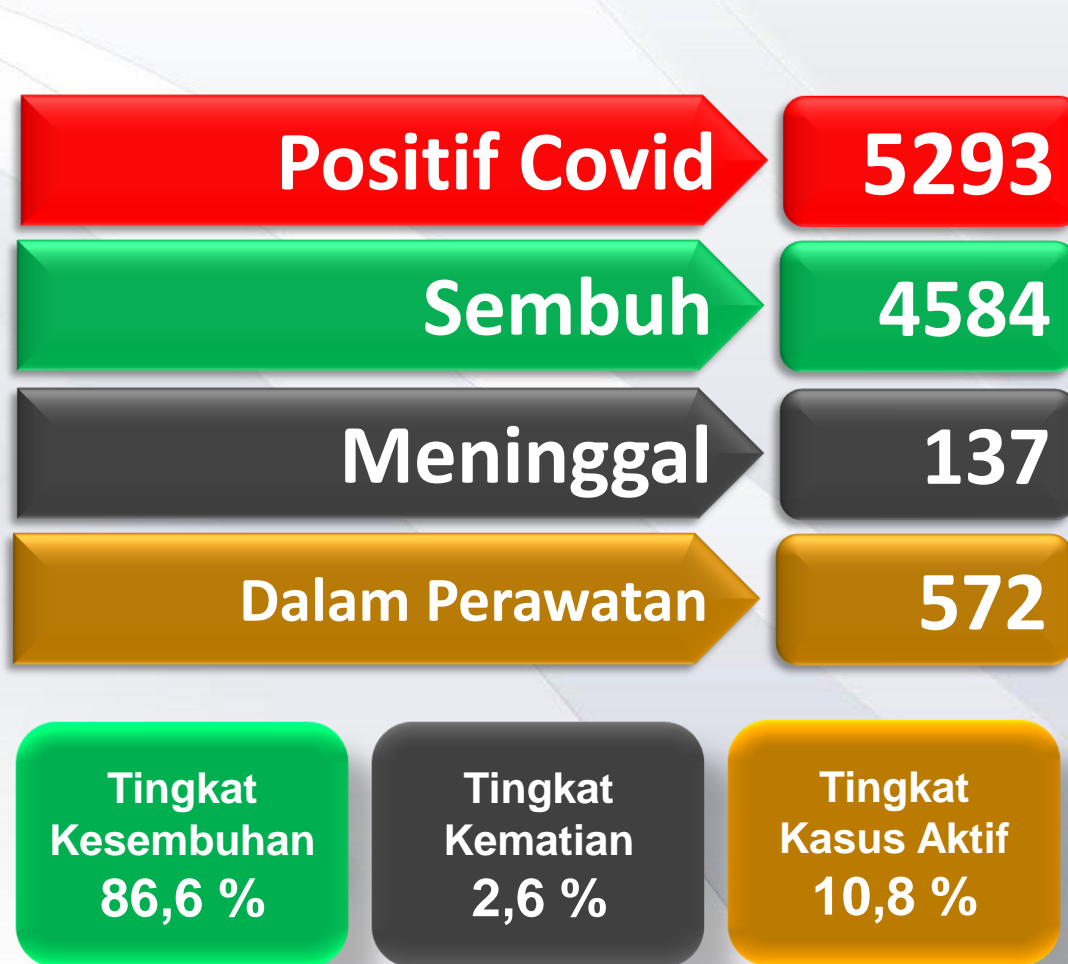 Positif Covid 5293
Sembuh 4584
Meninggal 137
Dalam Perawatan 572
Tingkat
Kesembuhan
86,6 %
Tingkat
Kematian
2,6 %
Tingkat
Kasus Aktif
10,8 %